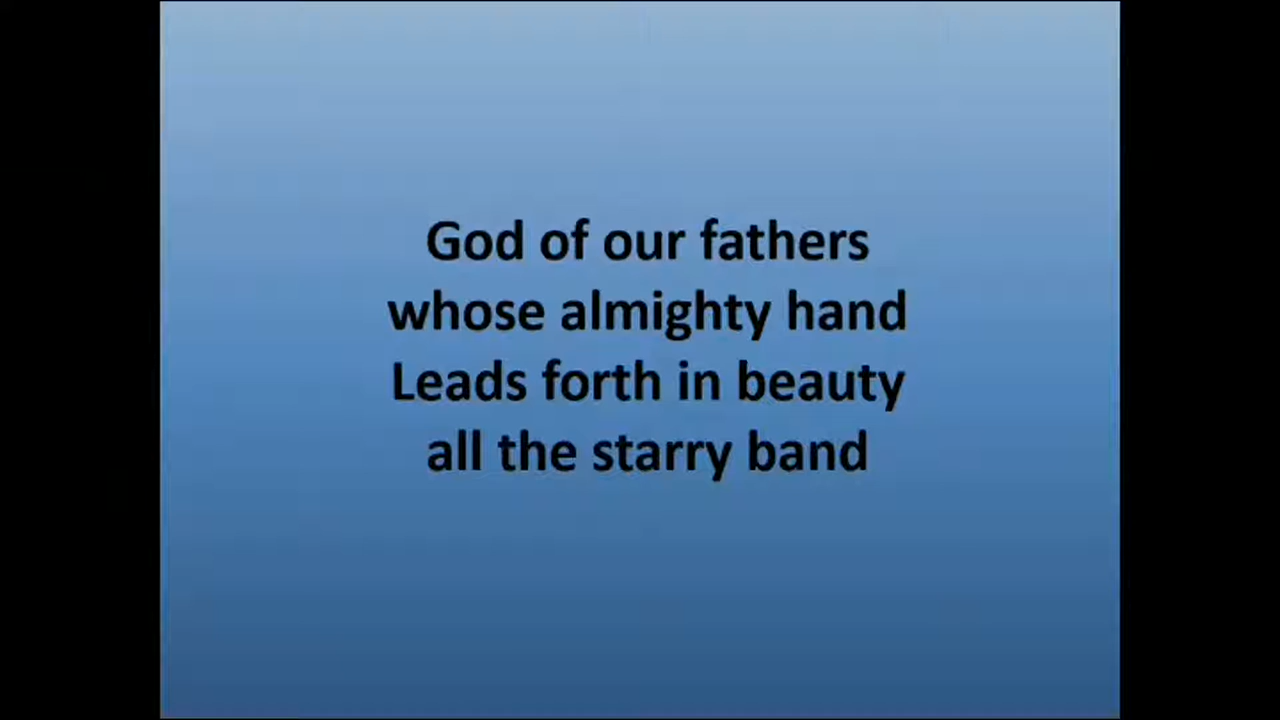 God of our fathers
whose almighty hand
Leads forth in beauty
all the starry band